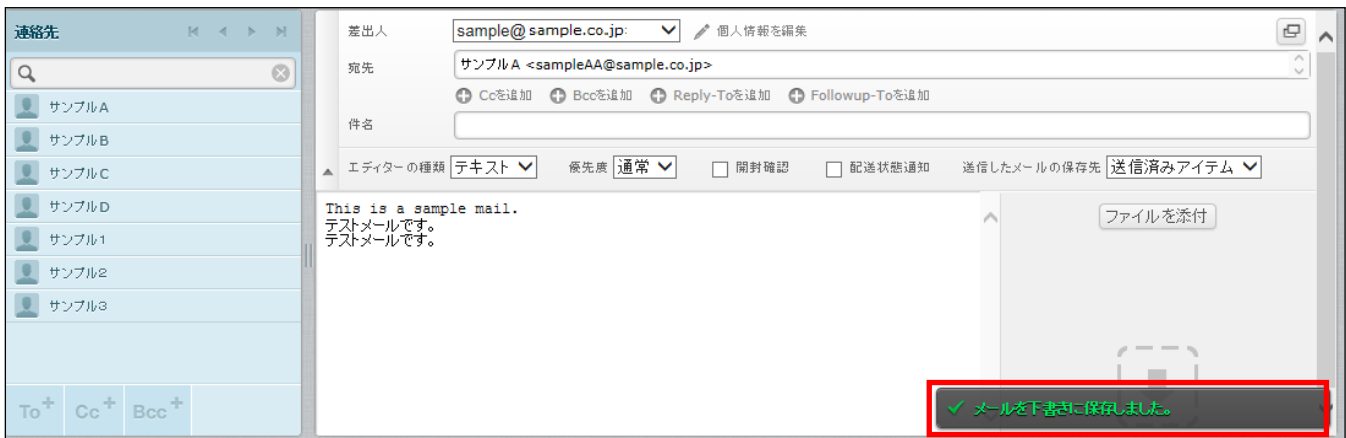 連絡先
サンプルA
サンプルB
サンプルC
サンプルD
サンプル1
サンプル2
サンプル3
To+ Cc+ Bcc+
差出人 sample@sample.co.jp: 個人情報を編集
宛先 サンプルA <sampleAA@sample.co.jp>
Ccを追加 Bccを追加 Reply-Toを追加 Followup-Toを追加
件名
エディターの種類 テキスト 優先度 通常 開封確認 配送状態通知 送信したメールの保存先 送信済みアイテム
This is a sample mail.
テストメールです。
テストメールです。
ファイルを添付
メールを下書きに保存しました。